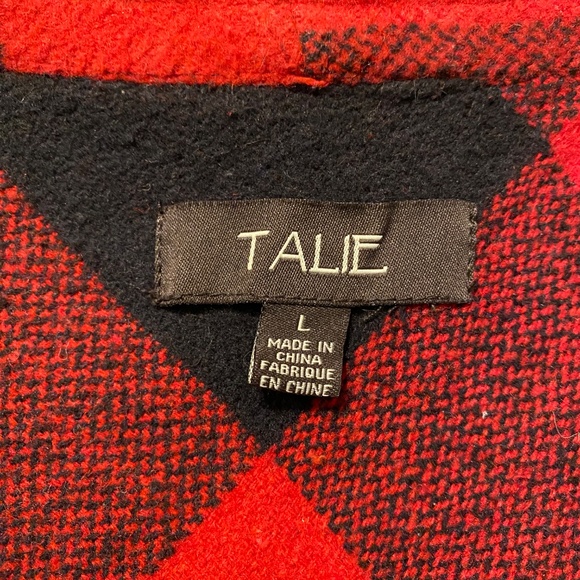 TALIE
L
MADE IN
CHINA
FABRIQUE
EN CHINE